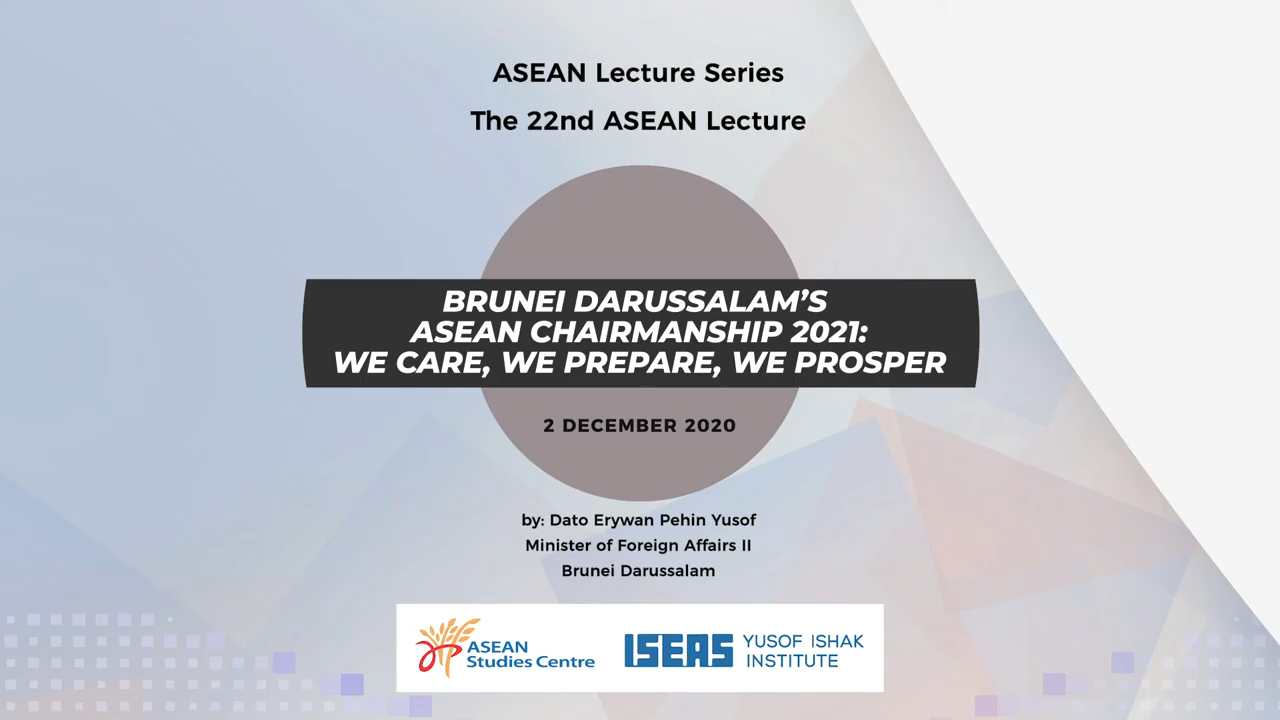 ASEAN Lecture Series
The 22nd ASEAN Lecture
BRUNEI DARUSSALAM’S
ASEAN CHAIRMANSHIP 2021:
WE CARE, WE PREPARE, WE PROSPER
2 DECEMBER 2020
by: Dato Erywan Pehin Yusof
Minister of Foreign Affairs II
Brunei Darussalam
ASEAN
Studies Centre
ISEAS
YUSOF ISHAK
INSTITUTE